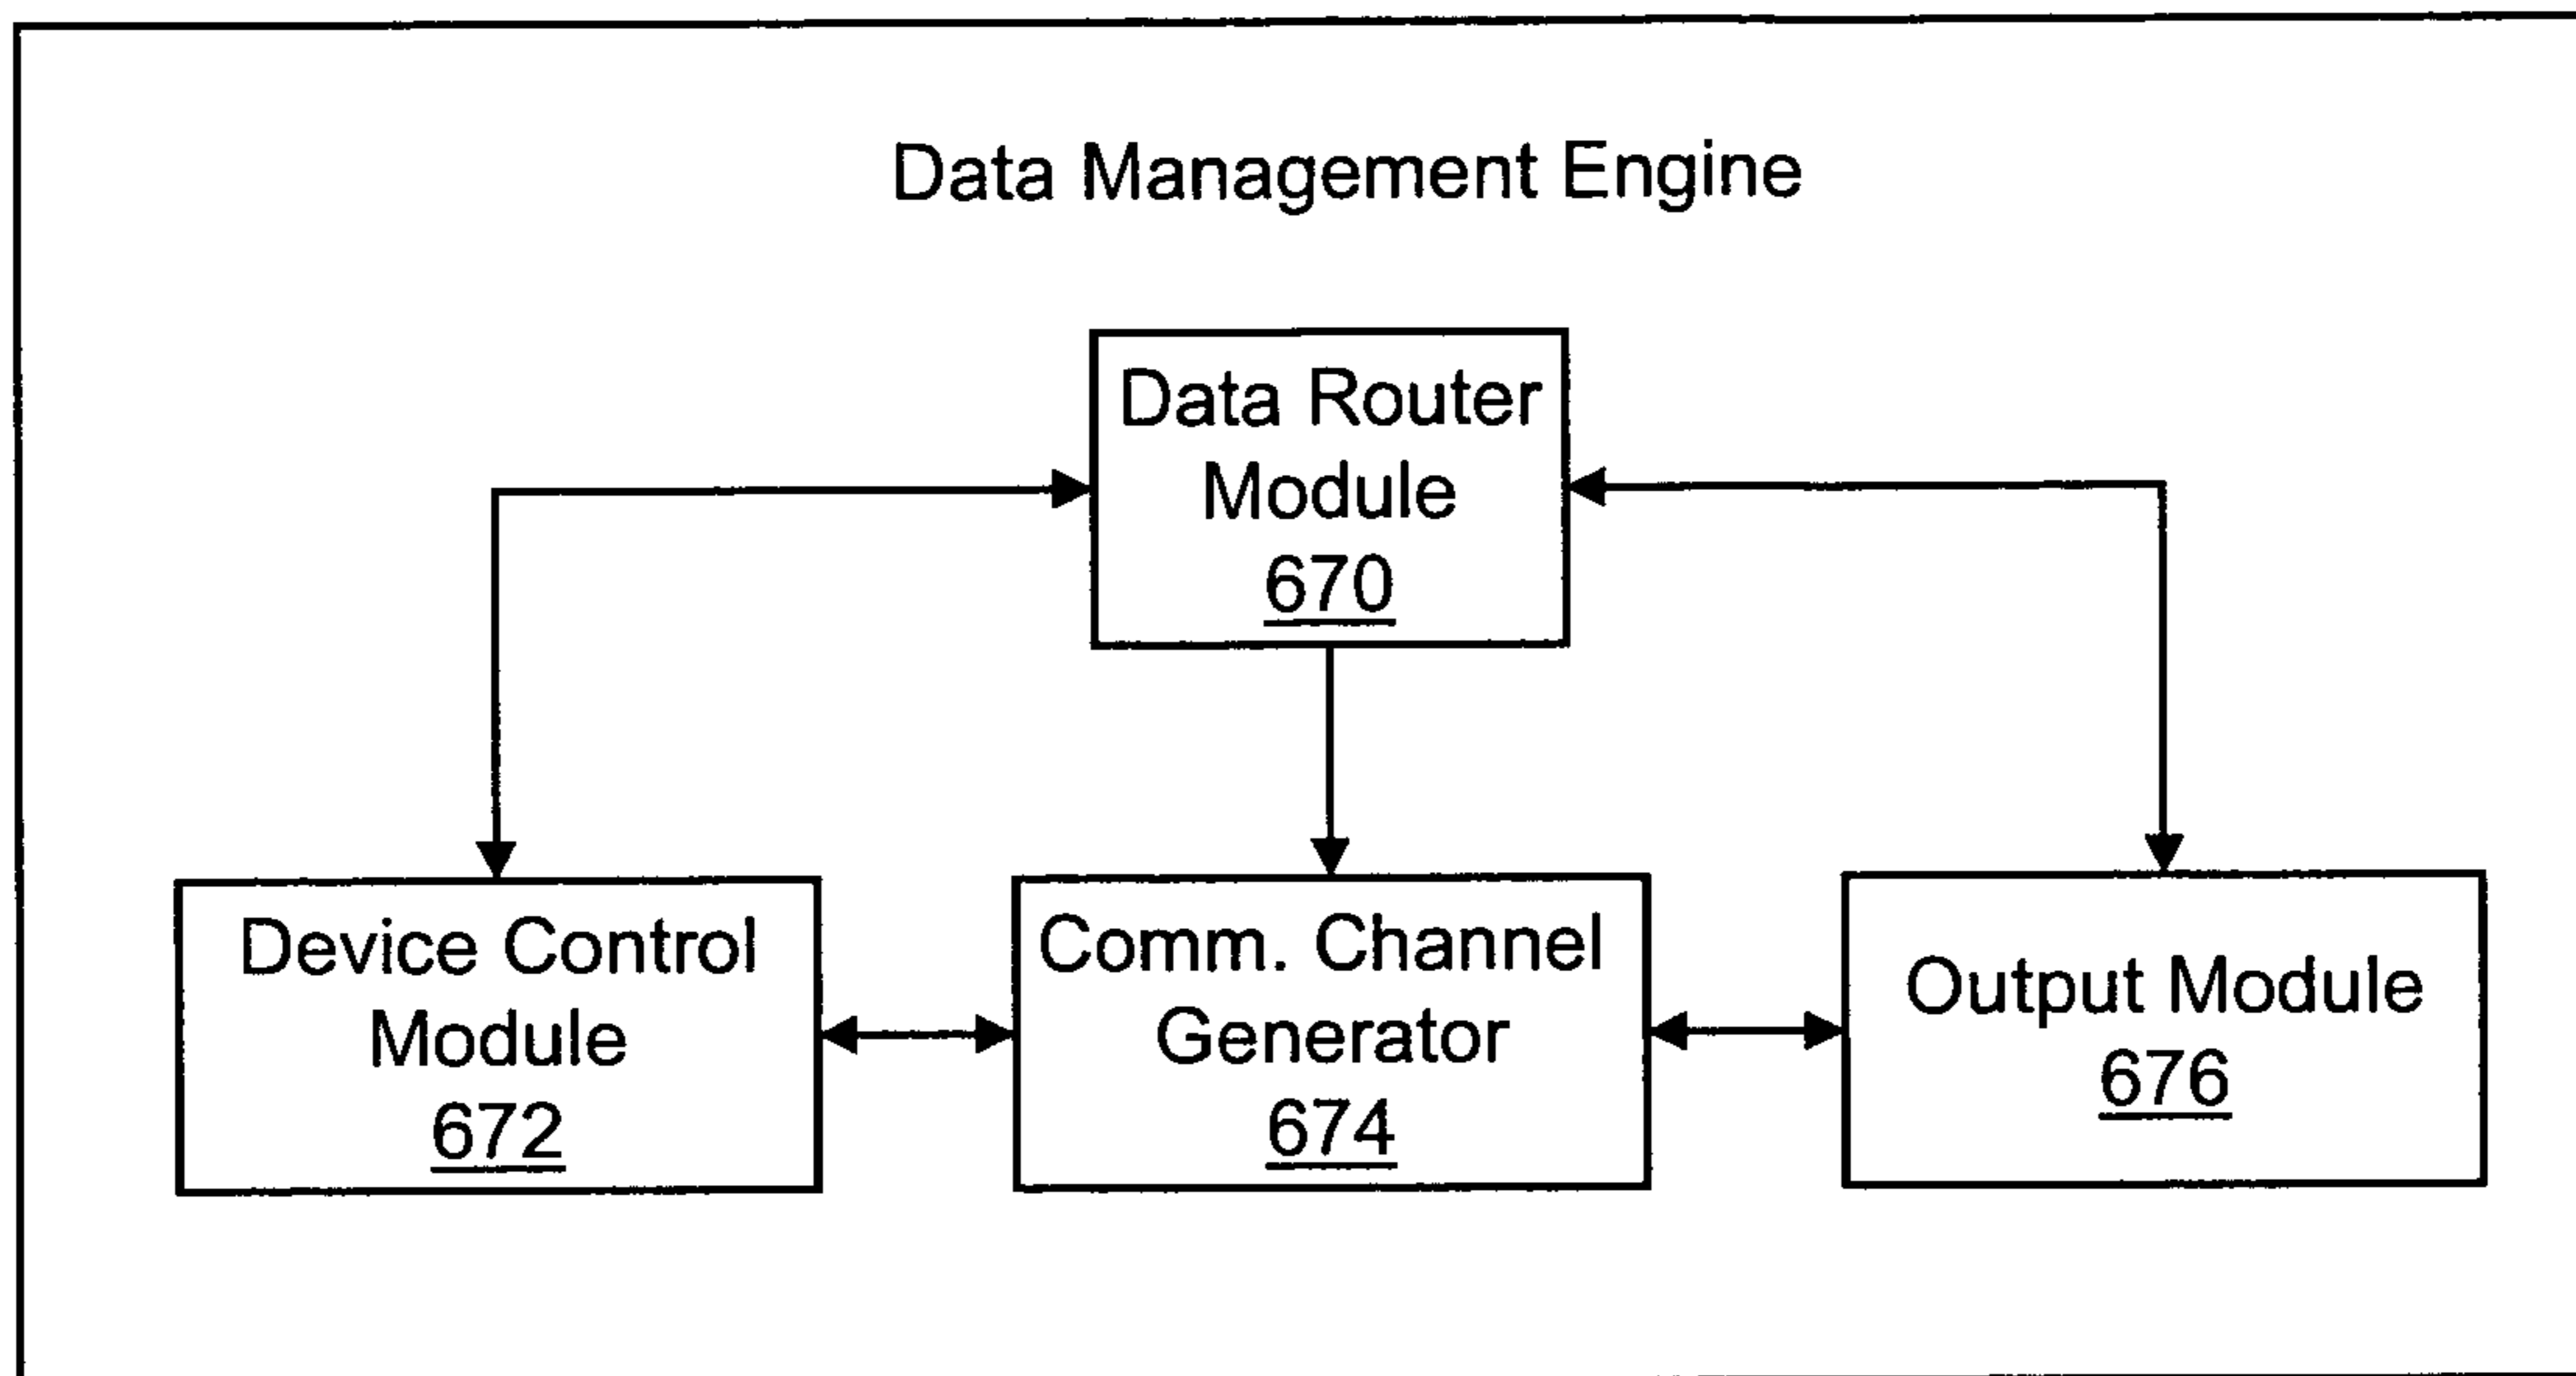 Data Management Engine
Data Router
Module
670
Device Control
Module
672
Comm. Channel
Generator
674
Output Module
676